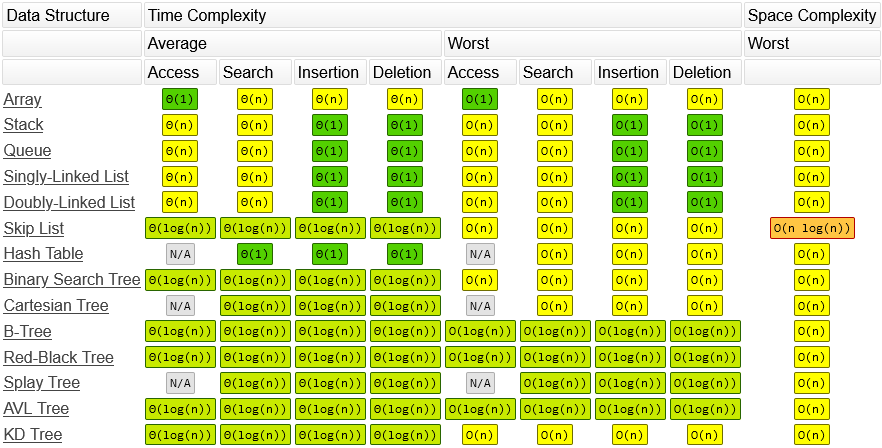 Data Structure Time Complexity Space Complexity
Average Worst Worst
Access Search Insertion Deletion Access Search Insertion Deletion
Array Θ(1) Θ(n) Θ(n) Θ(n) O(1) O(n) O(n) O(n) O(n)
Stack Θ(n) Θ(n) Θ(1) Θ(1) O(n) O(n) O(1) O(1) O(n)
Queue Θ(n) Θ(n) Θ(1) Θ(1) O(n) O(n) O(1) O(1) O(n)
Singly-Linked List Θ(n) Θ(n) Θ(1) Θ(1) O(n) O(n) O(1) O(1) O(n)
Doubly-Linked List Θ(n) Θ(n) Θ(1) Θ(1) O(n) O(n) O(1) O(1) O(n)
Skip List Θ(log(n)) Θ(log(n)) Θ(log(n)) Θ(log(n)) O(n) O(n) O(n) O(n) O(n log(n))
Hash Table N/A Θ(1) Θ(1) Θ(1) N/A O(n) O(n) O(n) O(n)
Binary Search Tree Θ(log(n)) Θ(log(n)) Θ(log(n)) Θ(log(n)) O(n) O(n) O(n) O(n) O(n)
Cartesian Tree N/A Θ(log(n)) Θ(log(n)) Θ(log(n)) N/A O(n) O(n) O(n) O(n)
B-Tree Θ(log(n)) Θ(log(n)) Θ(log(n)) Θ(log(n)) O(log(n)) O(log(n)) O(log(n)) O(log(n)) O(n)
Red-Black Tree Θ(log(n)) Θ(log(n)) Θ(log(n)) Θ(log(n)) O(log(n)) O(log(n)) O(log(n)) O(log(n)) O(n)
Splay Tree N/A Θ(log(n)) Θ(log(n)) Θ(log(n)) N/A O(log(n)) O(log(n)) O(log(n)) O(n)
AVL Tree Θ(log(n)) Θ(log(n)) Θ(log(n)) Θ(log(n)) O(log(n)) O(log(n)) O(log(n)) O(log(n)) O(n)
KD Tree Θ(log(n)) Θ(log(n)) Θ(log(n)) Θ(log(n)) O(n) O(n) O(n) O(n) O(n)